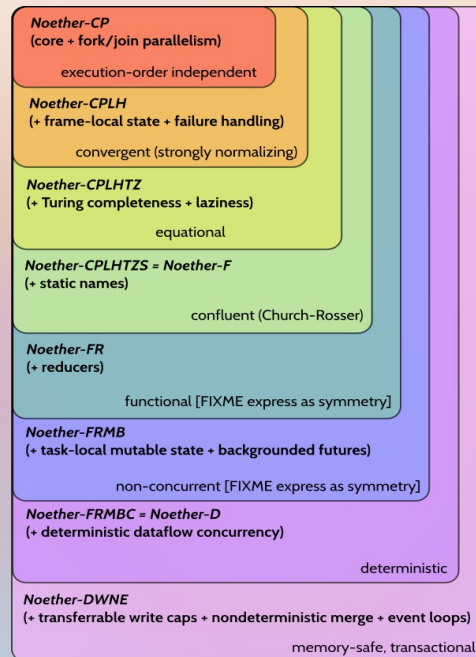 Noether-CP
(core + fork/join parallelism)
execution-order independent
Noether-CPLH
(+ frame-local state + failure handling)
convergent (strongly normalizing)
Noether-CPLHTZ
(+ Turing completeness + laziness)
equational
Noether-CPLHTZS = Noether-F
(+ static names)
confluent (Church-Rosser)
Noether-FR
(+ reducers)
functional [FIXME express as symmetry]
Noether-FRMB
(+ task-local mutable state + backgrounded futures)
non-concurrent [FIXME express as symmetry]
Noether-FRMBC = Noether-D
(+ deterministic dataflow concurrency)
deterministic
Noether-DWNE
(+ transferrable write caps + nondeterministic merge + event loops)
memory-safe, transactional